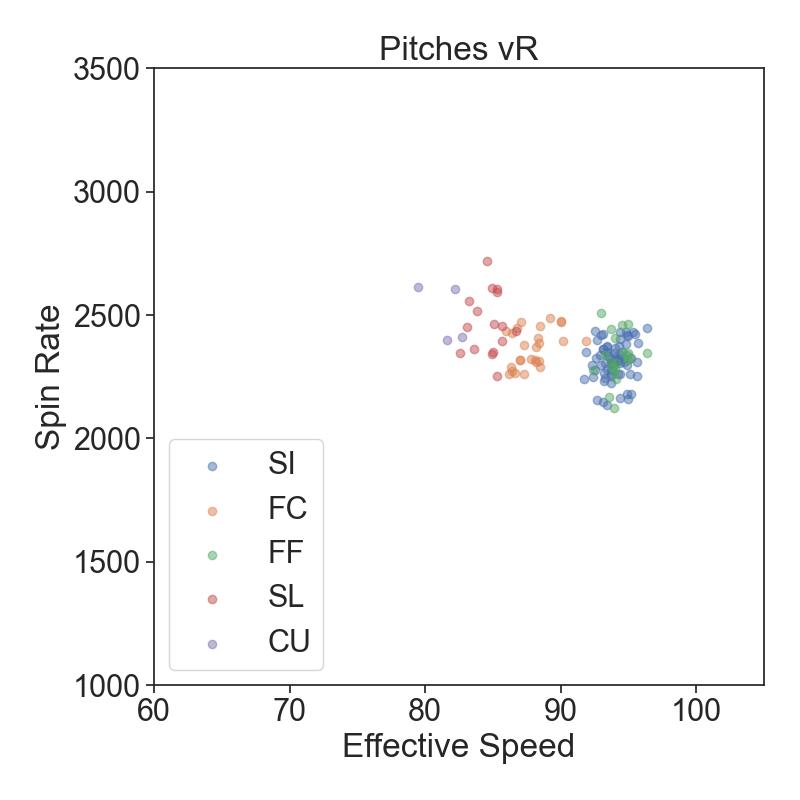 Pitches vR
3500
3000
2500
2000
1500
1000
Spin Rate
SI
FC
FF
SL
CU
60 70 80 90 100
Effective Speed